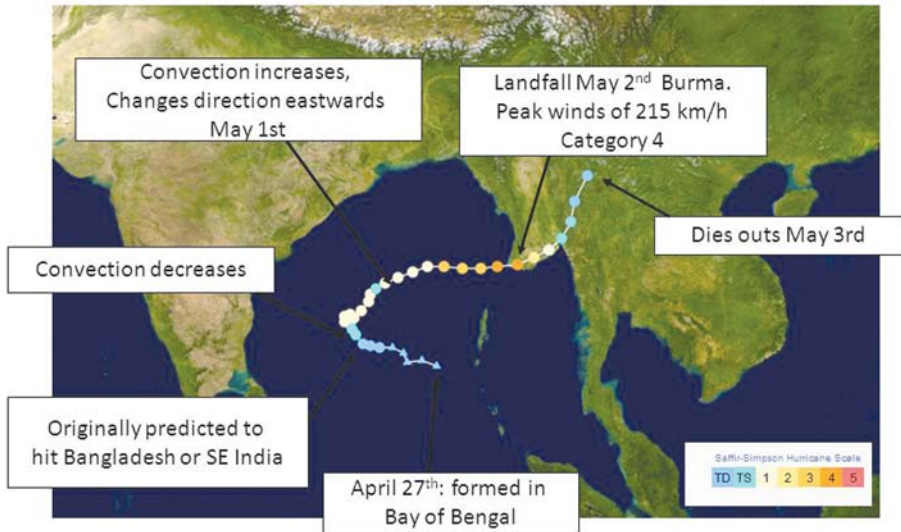 Convection increases,
Changes direction eastwards
May 1st
Landfall May 2nd Burma.
Peak winds of 215 km/h
Category 4
Dies outs May 3rd
Convection decreases
Originally predicted to
hit Bangladesh or SE India
April 27th: formed in
Bay of Bengal
Saffir-Simpson Hurricane Scale
TD TS 1 2 3 4 5